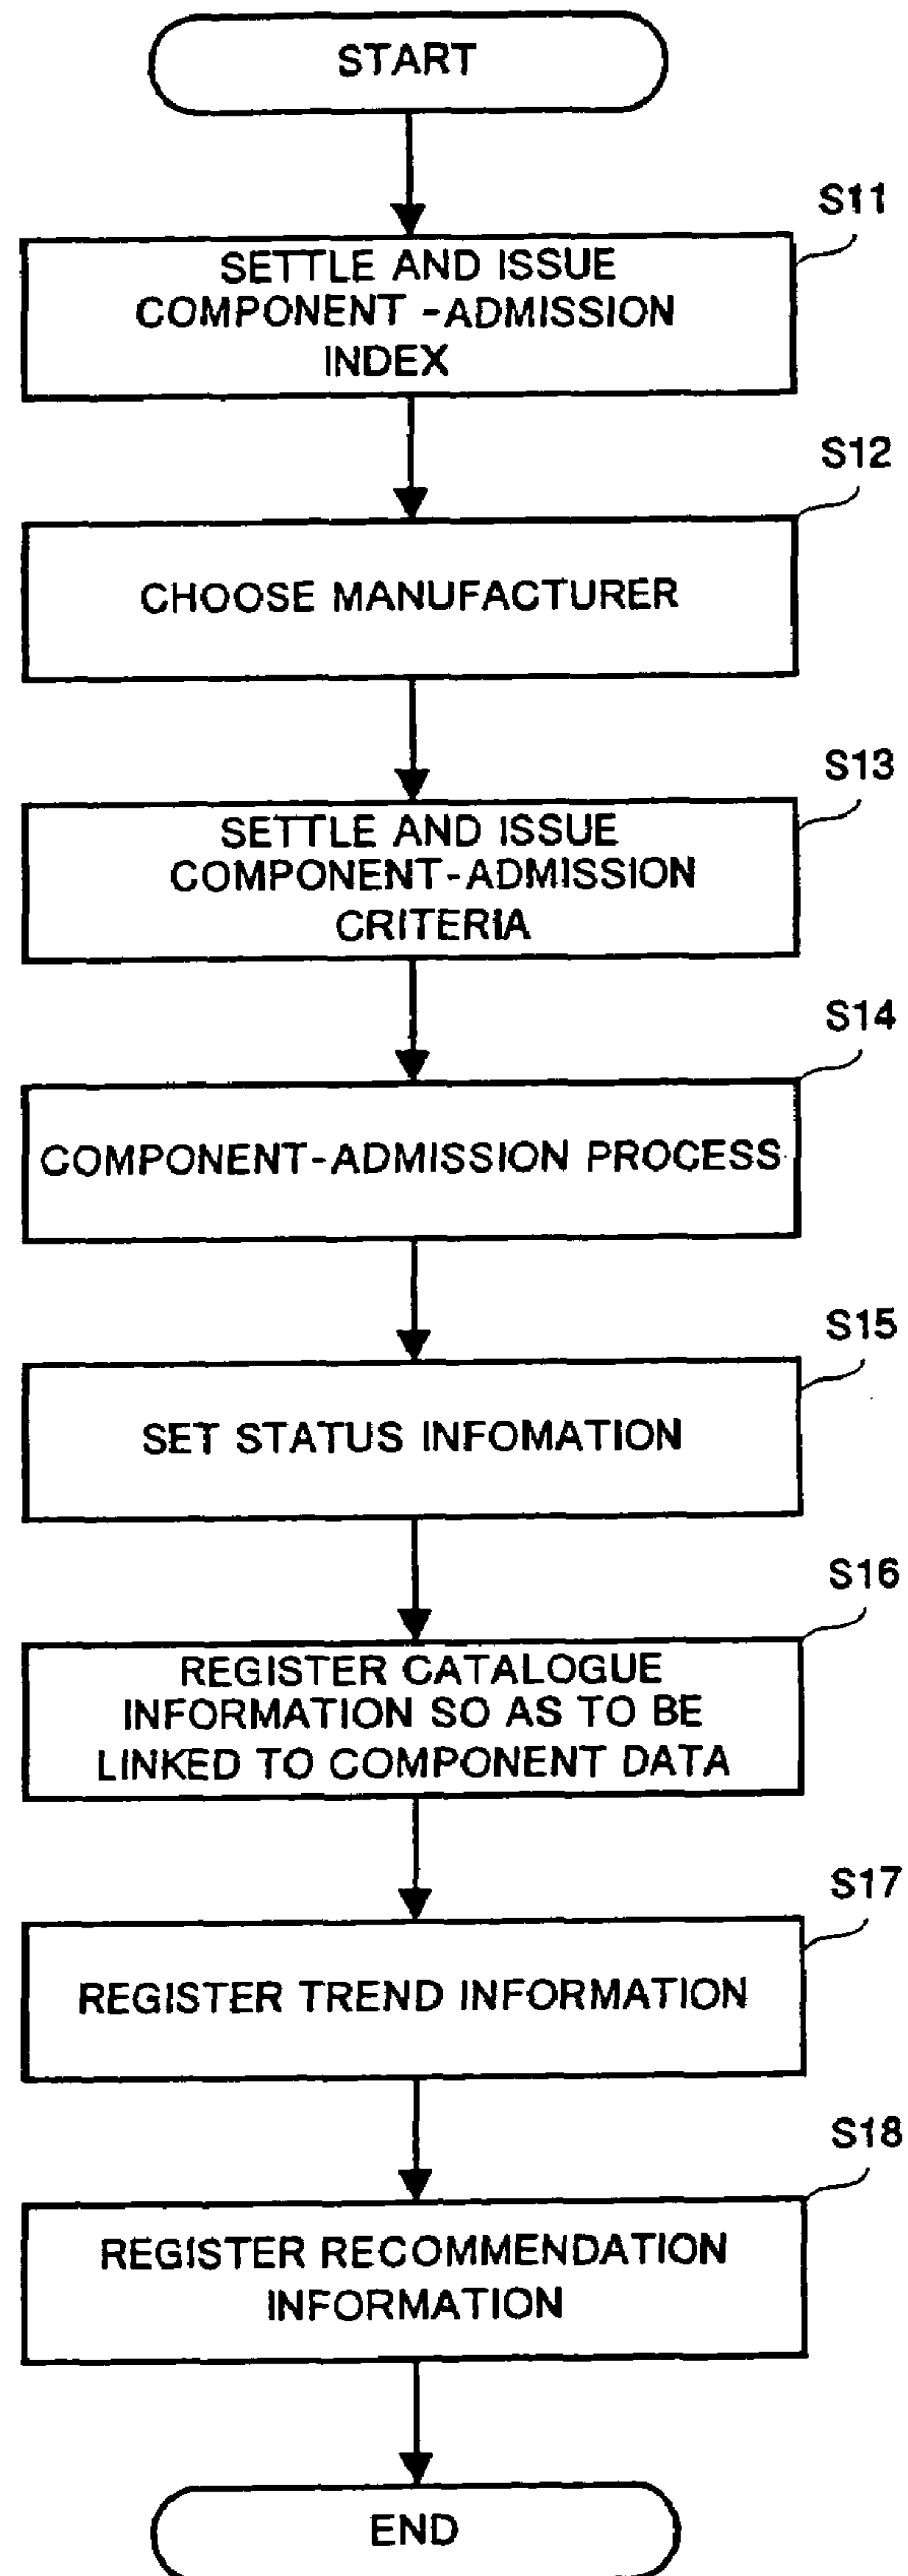 START
S11
SETTLE AND ISSUE
COMPONENT -ADMISSION
INDEX
S12
CHOOSE MANUFACTURER
S13
SETTLE AND ISSUE
COMPONENT-ADMISSION
CRITERIA
S14
COMPONENT-ADMISSION PROCESS
S15
SET STATUS INFOMATION
S16
REGISTER CATALOGUE
INFORMATION SO AS TO BE
LINKED TO COMPONENT DATA
S17
REGISTER TREND INFORMATION
S18
REGISTER RECOMMENDATION
INFORMATION
END